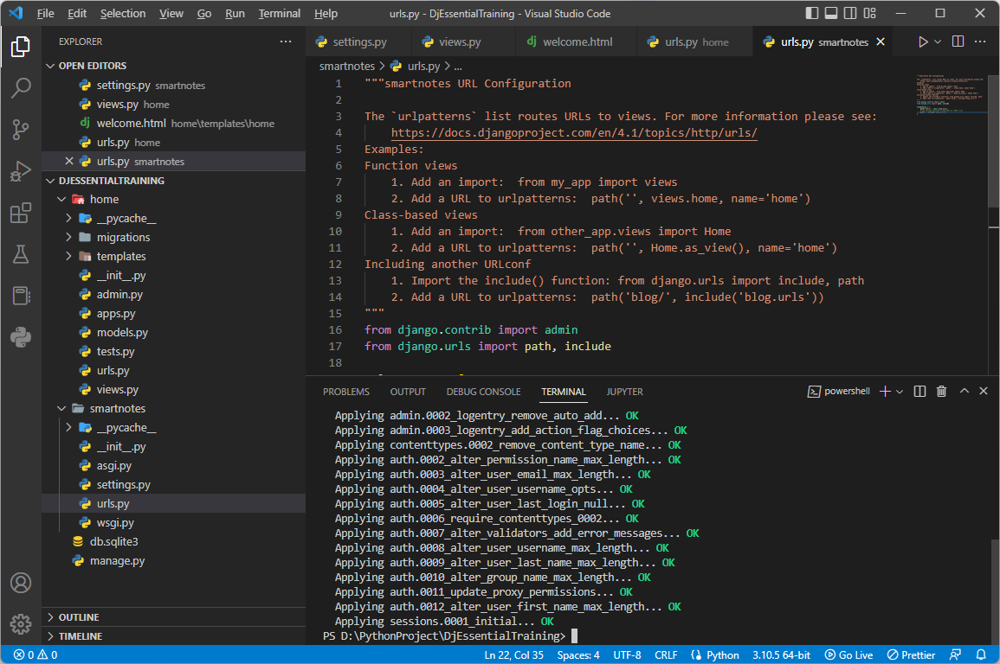 File Edit Selection View Go Run Terminal Help urls.py - DjEssentialTraining - Visual Studio Code
EXPLORER
OPEN EDITORS
settings.py smartnotes
views.py home
welcome.html home\templates\home
urls.py home
urls.py smartnotes
DJESSENTIALTRAINING
home
__pycache__
migrations
templates
__init__.py
admin.py
apps.py
models.py
tests.py
urls.py
views.py
smartnotes
__pycache__
__init__.py
asgi.py
settings.py
urls.py
wsgi.py
db.sqlite3
manage.py
OUTLINE
TIMELINE
settings.py views.py dj welcome.html urls.py home urls.py smartnotes
smartnotes > urls.py > ...
1 """smartnotes URL Configuration
2
3 The `urlpatterns` list routes URLs to views. For more information please see:
4 https://docs.djangoproject.com/en/4.1/topics/http/urls/
5 Examples:
6 Function views
7 1. Add an import:  from my_app import views
8 2. Add a URL to urlpatterns:  path('', views.home, name='home')
9 Class-based views
10 1. Add an import:  from other_app.views import Home
11 2. Add a URL to urlpatterns:  path('', Home.as_view(), name='home')
12 Including another URLconf
13 1. Import the include() function: from django.urls import include, path
14 2. Add a URL to urlpatterns:  path('blog/', include('blog.urls'))
15 """
16 from django.contrib import admin
17 from django.urls import path, include
18
PROBLEMS OUTPUT DEBUG CONSOLE TERMINAL JUPYTER powershell
Applying admin.0002_logentry_remove_auto_add... OK
Applying admin.0003_logentry_add_action_flag_choices... OK
Applying contenttypes.0002_remove_content_type_name... OK
Applying auth.0002_alter_permission_name_max_length... OK
Applying auth.0003_alter_user_email_max_length... OK
Applying auth.0004_alter_user_username_opts... OK
Applying auth.0005_alter_user_last_login_null... OK
Applying auth.0006_require_contenttypes_0002... OK
Applying auth.0007_alter_validators_add_error_messages... OK
Applying auth.0008_alter_user_username_max_length... OK
Applying auth.0009_alter_user_last_name_max_length... OK
Applying auth.0010_alter_group_name_max_length... OK
Applying auth.0011_update_proxy_permissions... OK
Applying auth.0012_alter_user_first_name_max_length... OK
Applying sessions.0001_initial... OK
PS D:\PythonProject\DjEssentialTraining>
0 0 Ln 22, Col 35 Spaces: 4 UTF-8 CRLF Python 3.10.5 64-bit Go Live Prettier